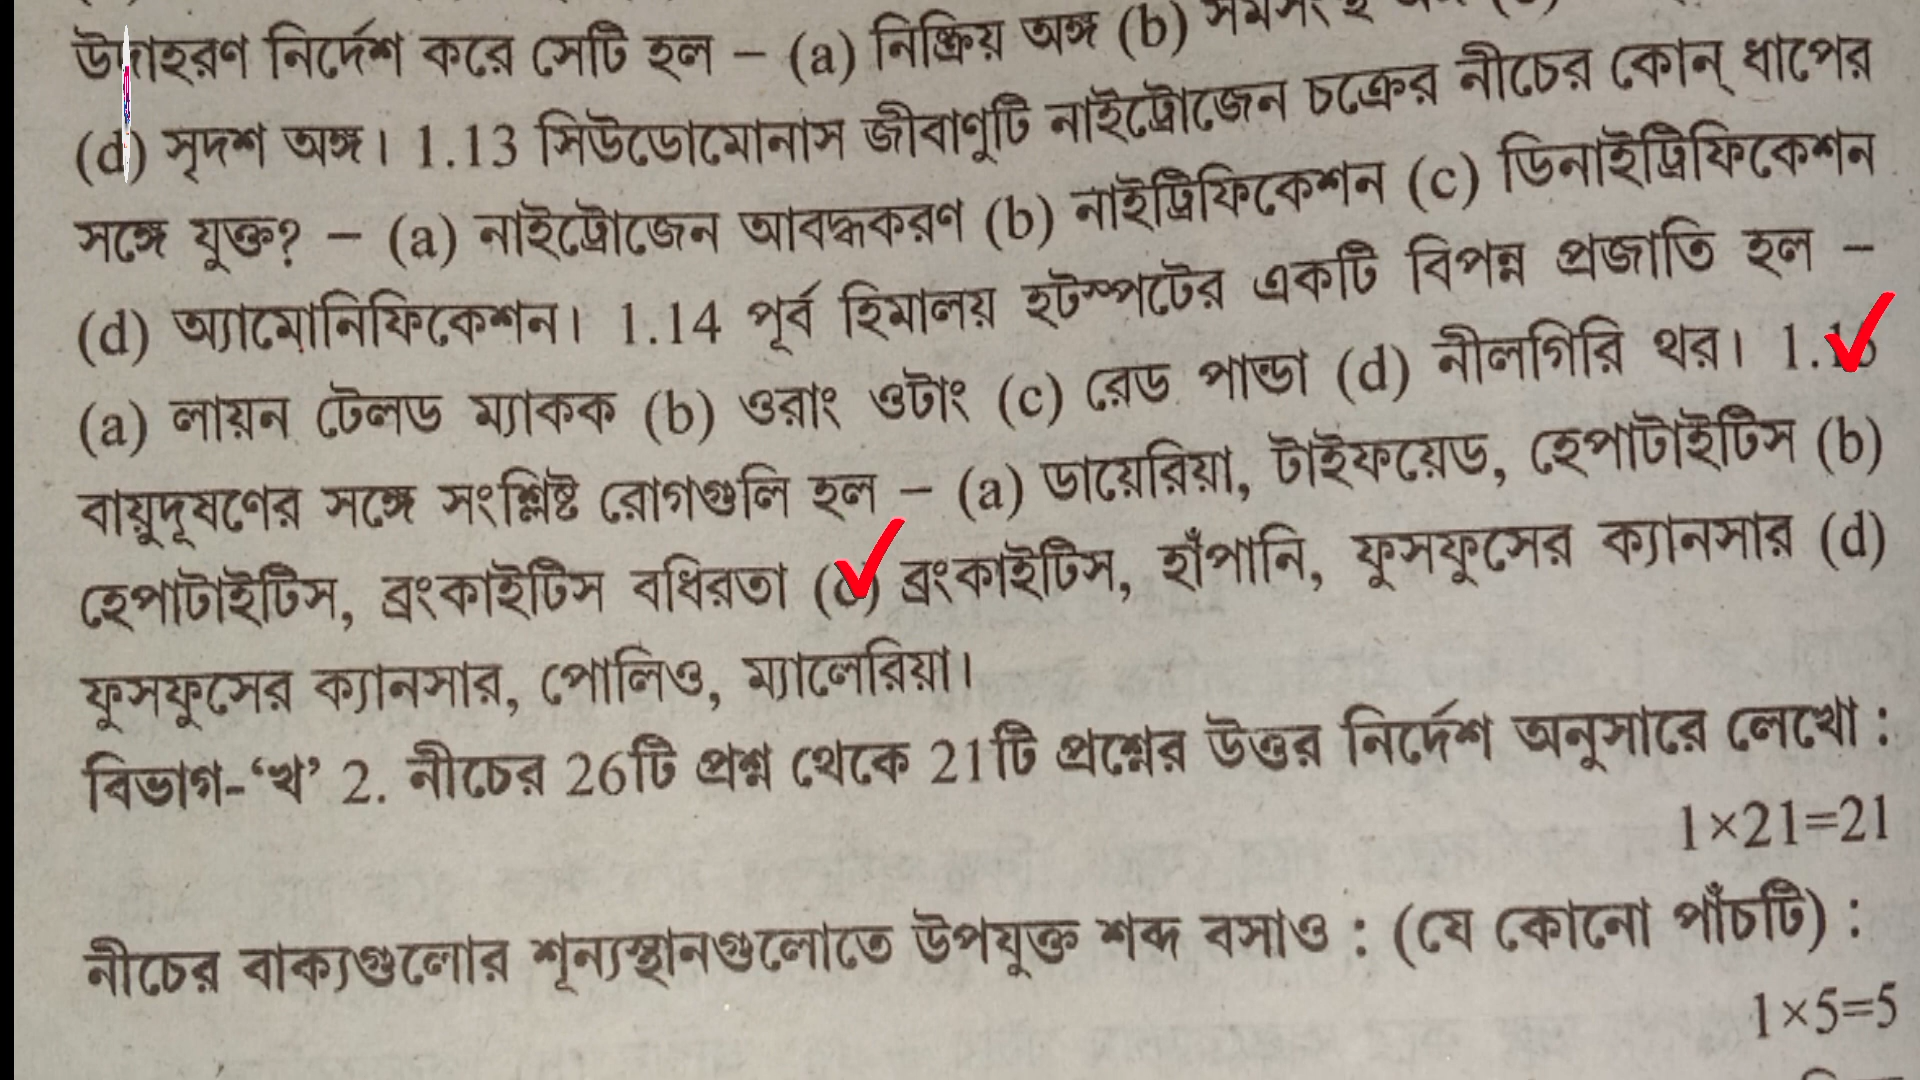 উদাহরণ নির্দেশ করে সেটি হল – (a) নিষ্ক্রিয় অঙ্গ (b)
(d) সৃদশ অঙ্গ। 1.13 সিউডোমোনাস জীবাণুটি নাইট্রোজেন চক্রের নীচের কোন্ ধাপের
সঙ্গে যুক্ত? – (a) নাইট্রোজেন আবদ্ধকরণ (b) নাইট্রিফিকেশন (c) ডিনাইট্রিফিকেশন
(d) অ্যামোনিফিকেশন। 1.14 পূর্ব হিমালয় হটস্পটের একটি বিপন্ন প্রজাতি হল –
(a) লায়ন টেলড ম্যাকক (b) ওরাং ওটাং (c) রেড পান্ডা (d) নীলগিরি থর। 1.15
বায়ুদূষণের সঙ্গে সংশ্লিষ্ট রোগগুলি হল – (a) ডায়েরিয়া, টাইফয়েড, হেপাটাইটিস (b)
হেপাটাইটিস, ব্রংকাইটিস বধিরতা (c) ব্রংকাইটিস, হাঁপানি, ফুসফুসের ক্যানসার (d)
ফুসফুসের ক্যানসার, পোলিও, ম্যালেরিয়া।
বিভাগ-‘খ’ 2. নীচের 26টি প্রশ্ন থেকে 21টি প্রশ্নের উত্তর নির্দেশ অনুসারে লেখো :
1×21=21
নীচের বাক্যগুলোর শূন্যস্থানগুলোতে উপযুক্ত শব্দ বসাও : (যে কোনো পাঁচটি) :
1×5=5